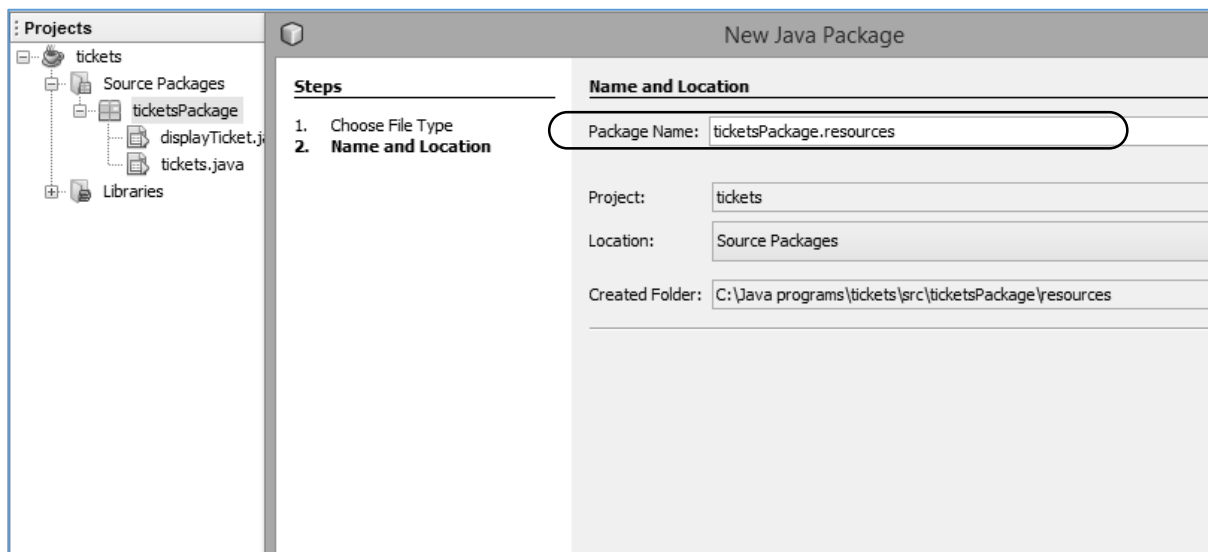 Projects
tickets
Source Packages
ticketsPackage
displayTicket.ja
tickets.java
Libraries
New Java Package
Steps
1. Choose File Type
2. Name and Location
Name and Location
Package Name: ticketsPackage.resources
Project: tickets
Location: Source Packages
Created Folder: C:\Java programs\tickets\src\ticketsPackage\resources